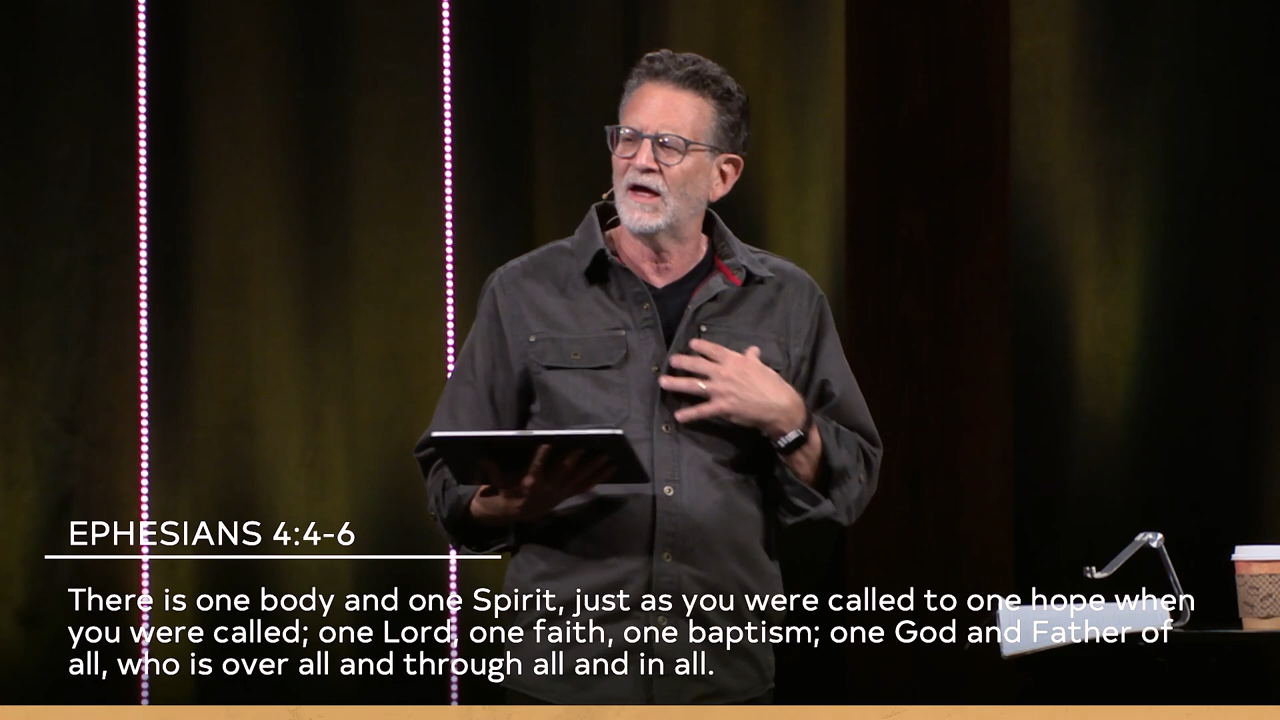 EPHESIANS 4:4-6
There is one body and one Spirit, just as you were called to one hope when
you were called; one Lord, one faith, one baptism; one God and Father of
all, who is over all and through all and in all.